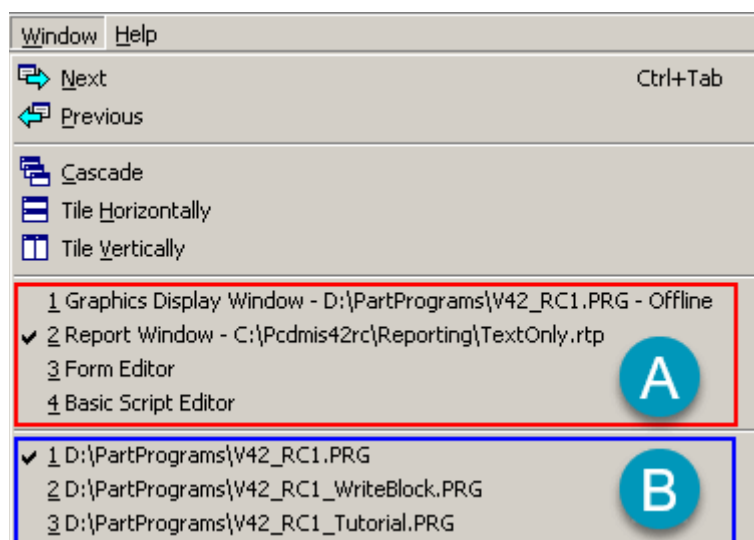 Window Help
Next Ctrl+Tab
Previous
Cascade
Tile Horizontally
Tile Vertically
1 Graphics Display Window - D:\PartPrograms\V42_RC1.PRG - Offline
2 Report Window - C:\Pcdmis42rc\Reporting\TextOnly.rtp
3 Form Editor
4 Basic Script Editor
A
1 D:\PartPrograms\V42_RC1.PRG
2 D:\PartPrograms\V42_RC1_WriteBlock.PRG
3 D:\PartPrograms\V42_RC1_Tutorial.PRG
B